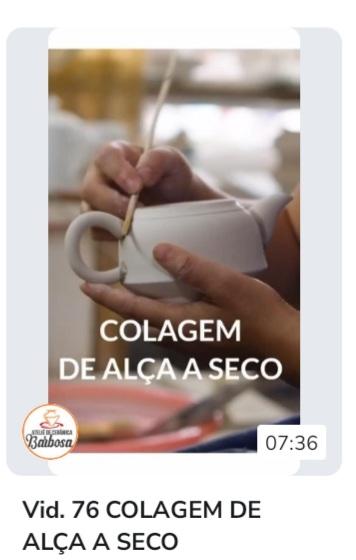 COLAGEM
DE ALÇA A SECO
ATELIÊ DE CERÂMICA
Barbosa
07:36
Vid. 76 COLAGEM DE
ALÇA A SECO